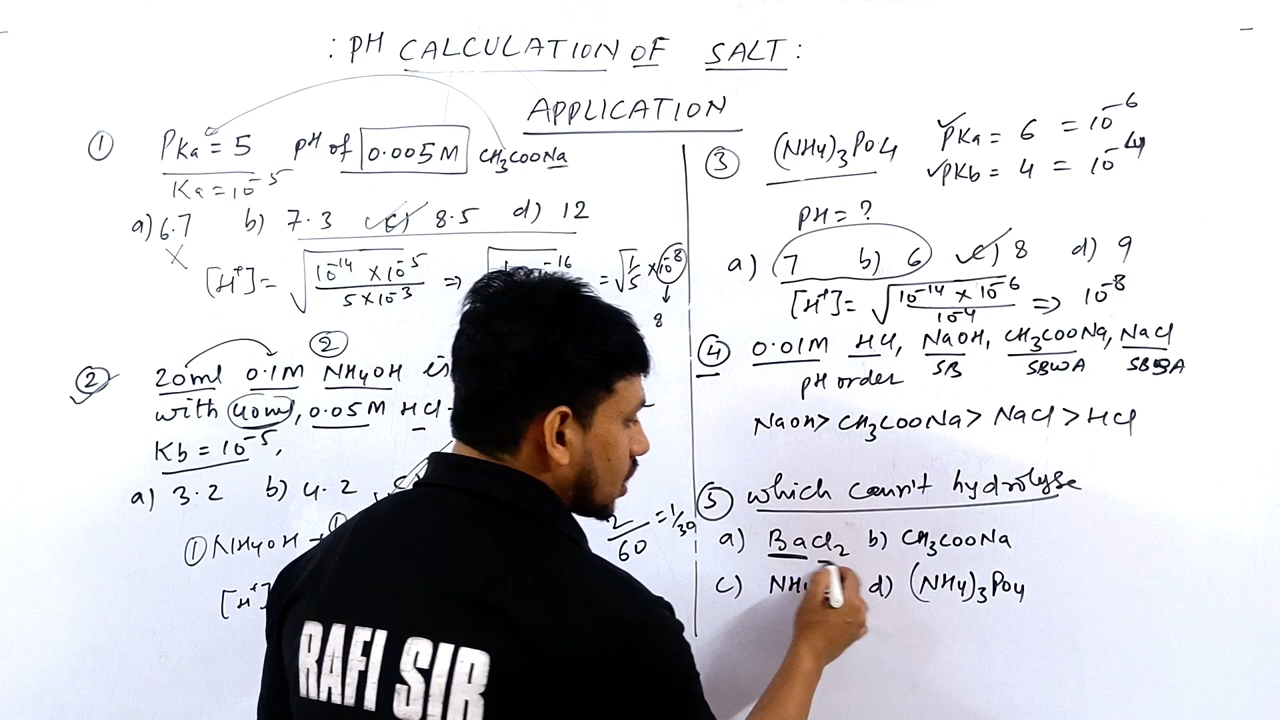 : PH CALCULATION OF SALT :
APPLICATION
① PKa = 5 pH of 0.005M CH₃COONa
Ka = 10⁻⁵
a) 6.7 b) 7.3 c) 8.5 d) 12
[H⁺] = √(10⁻¹⁴ × 10⁻⁵ / 5×10⁻³) ⇒ ⁻¹⁶ = √(1/5) × 10⁻⁸
8
②
② 20ml 0.1M NH4OH
with 40ml, 0.05M HCl
Kb = 10⁻⁵,
a) 3.2 b) 4.2
① NH4OH +
2/60 = 1/30
[H⁺]
③ (NH4)₃PO4 PKa = 6 = 10⁻⁶
PKb = 4 = 10⁻⁴
PH = ?
a) 7 b) 6 c) 8 d) 9
[H⁺] = √(10⁻¹⁴ × 10⁻⁶ / 10⁻⁴) ⇒ 10⁻⁸
④ 0.01M HCl, NaOH, CH₃COONa, NaCl
SB SBWA SBSA
pH order
NaOH > CH₃COONa > NaCl > HCl
⑤ which can't hydrolyse
a) BaCl₂ b) CH₃COONa
c) NH4 d) (NH4)₃PO4
RAFI SIR